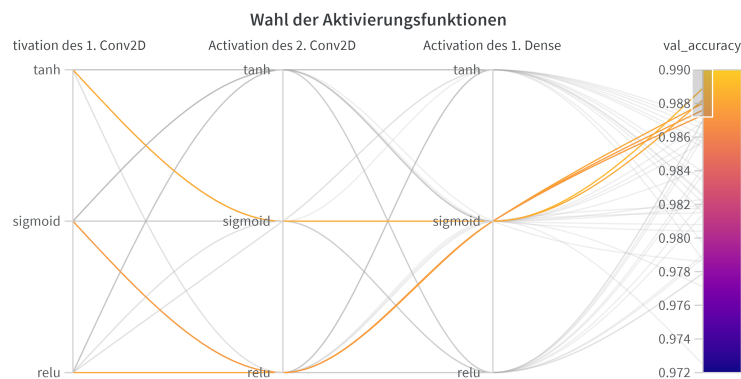 Wahl der Aktivierungsfunktionen
tivation des 1. Conv2D Activation des 2. Conv2D Activation des 1. Dense val_accuracy
tanh tanh tanh 0.990
0.988
0.986
0.984
sigmoid sigmoid sigmoid 0.982
0.980
0.978
0.976
0.974
relu relu relu 0.972